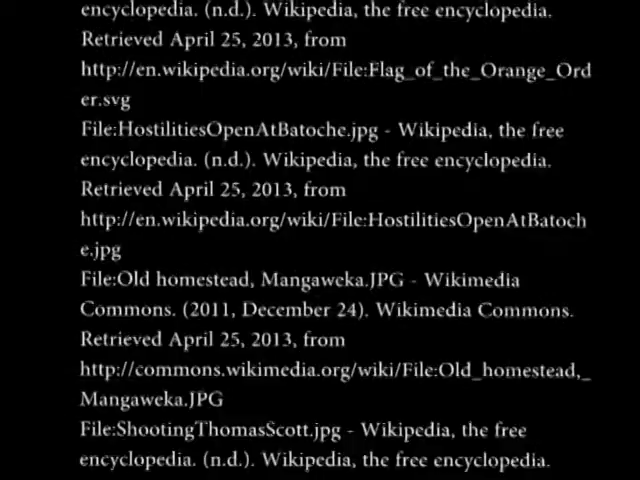 encyclopedia. (n.d.). Wikipedia, the free encyclopedia.
Retrieved April 25, 2013, from
http://en.wikipedia.org/wiki/File:Flag_of_the_Orange_Ord
er.svg
File:HostilitiesOpenAtBatoche.jpg - Wikipedia, the free
encyclopedia. (n.d.). Wikipedia, the free encyclopedia.
Retrieved April 25, 2013, from
http://en.wikipedia.org/wiki/File:HostilitiesOpenAtBatoch
e.jpg
File:Old homestead, Mangaweka.JPG - Wikimedia
Commons. (2011, December 24). Wikimedia Commons.
Retrieved April 25, 2013, from
http://commons.wikimedia.org/wiki/File:Old_homestead,_
Mangaweka.JPG
File:ShootingThomasScott.jpg - Wikipedia, the free
encyclopedia. (n.d.). Wikipedia, the free encyclopedia.